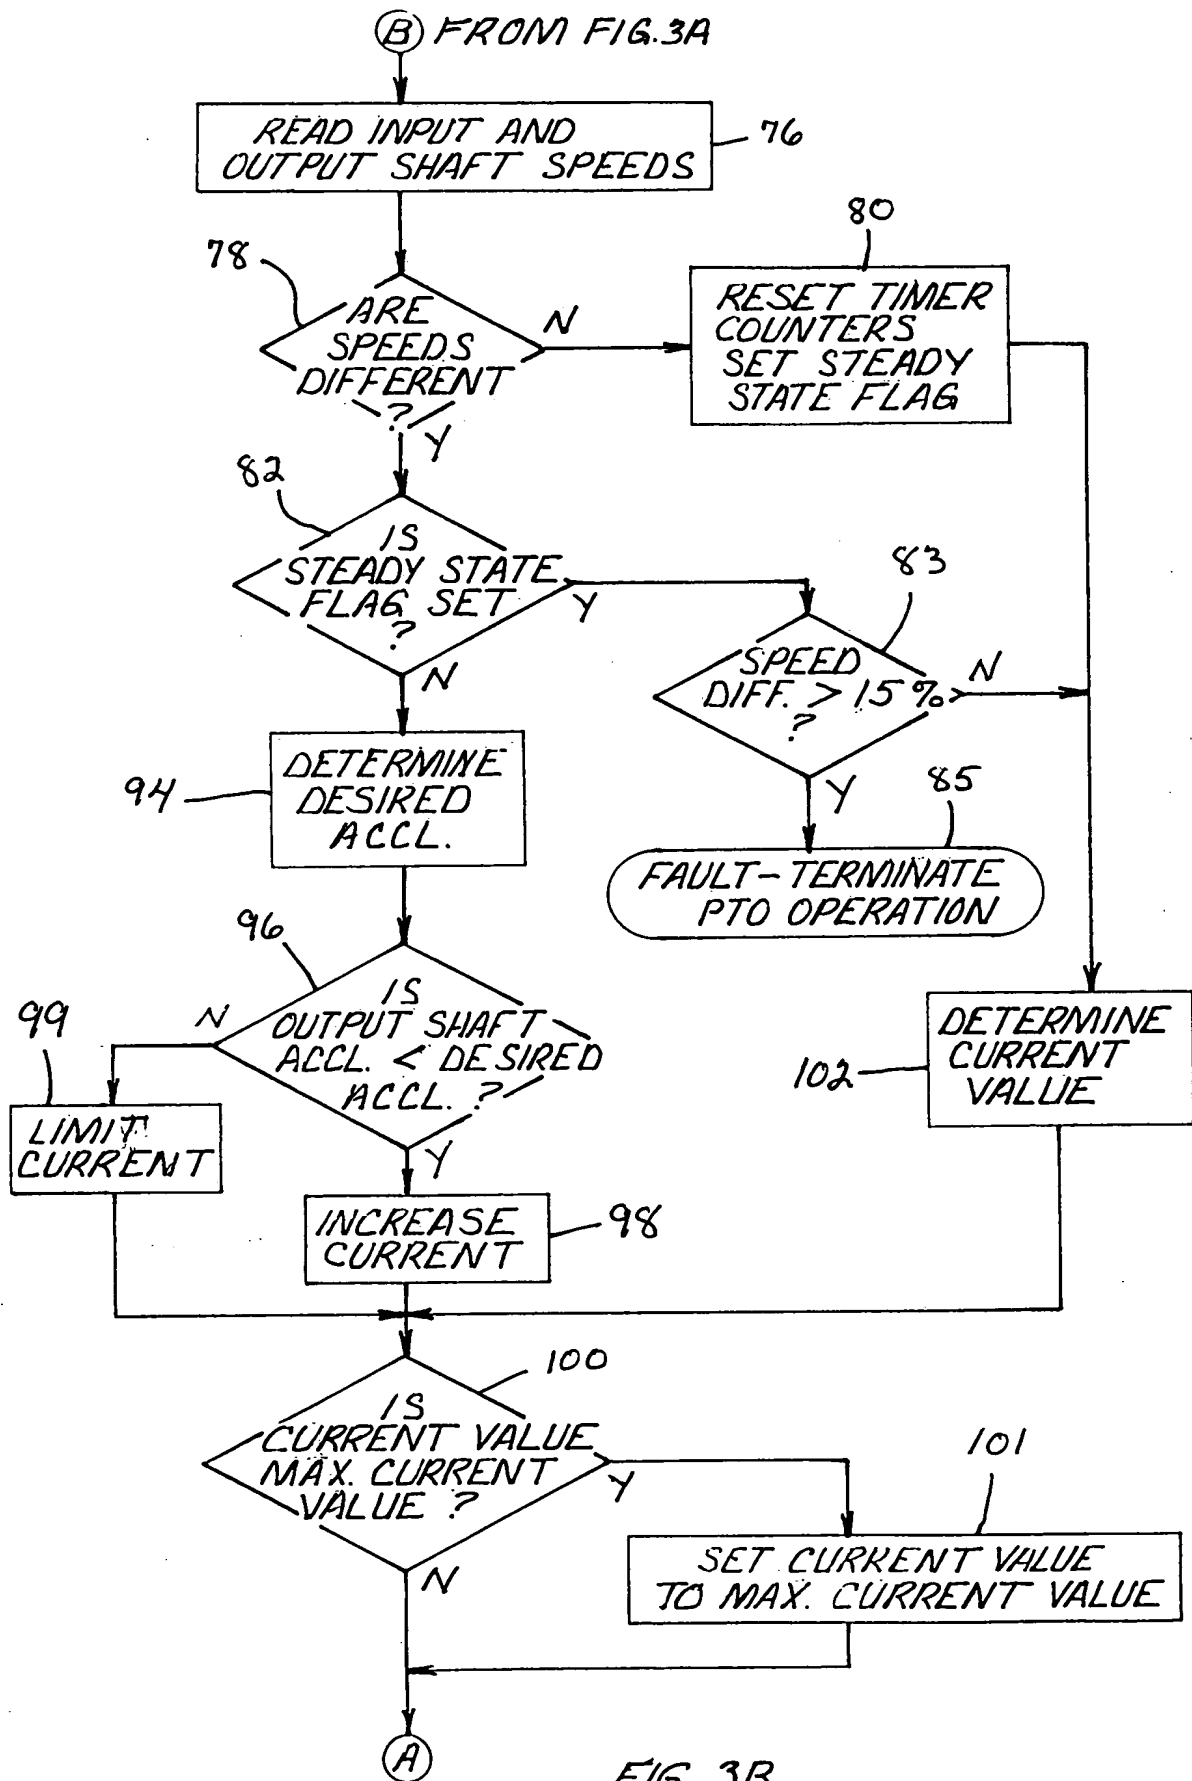 B FROM FIG.3A
READ INPUT AND
OUTPUT SHAFT SPEEDS
76
80
78
ARE
SPEEDS
DIFFERENT
?
N
Y
RESET TIMER
COUNTERS
SET STEADY
STATE FLAG
82
IS
STEADY STATE
FLAG SET
?
Y
N
83
SPEED
DIFF. > 15%
?
N
Y
94
DETERMINE
DESIRED
ACCL.
85
FAULT-TERMINATE
PTO OPERATION
96
IS
OUTPUT SHAFT
ACCL. < DESIRED
ACCL. ?
N
Y
99
LIMIT
CURRENT
102
DETERMINE
CURRENT
VALUE
INCREASE
CURRENT
98
100
IS
CURRENT VALUE
MAX. CURRENT
VALUE ?
Y
N
101
SET CURRENT VALUE
TO MAX. CURRENT VALUE
A
FIG. 3B